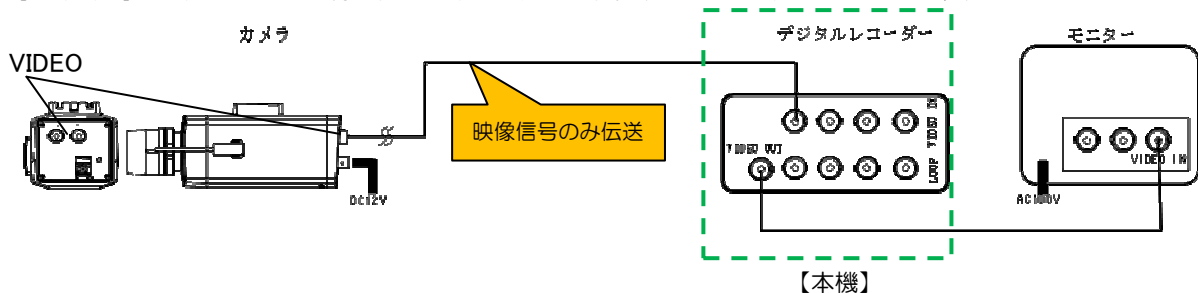 カメラ
デジタルレコーダー
モニター
VIDEO
映像信号のみ伝送
VIDEO IN
VIDEO OUT
LOOP
VIDEO IN
DC12V
AC100V
【本機】